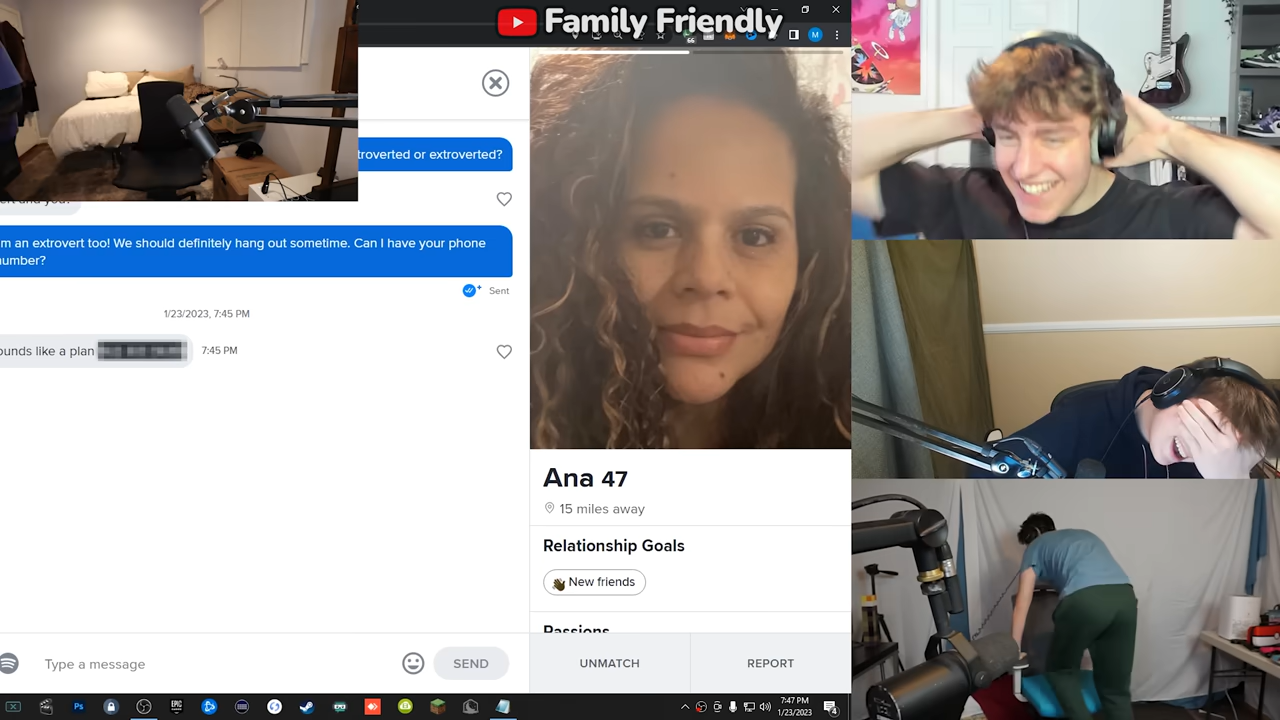 Family Friendly
troverted or extroverted?
m an extrovert too! We should definitely hang out sometime. Can I have your phone
number?
Sent
1/23/2023, 7:45 PM
ounds like a plan
7:45 PM
Type a message
SEND
Ana 47
15 miles away
Relationship Goals
New friends
Passions
UNMATCH
REPORT
7:47 PM
1/23/2023